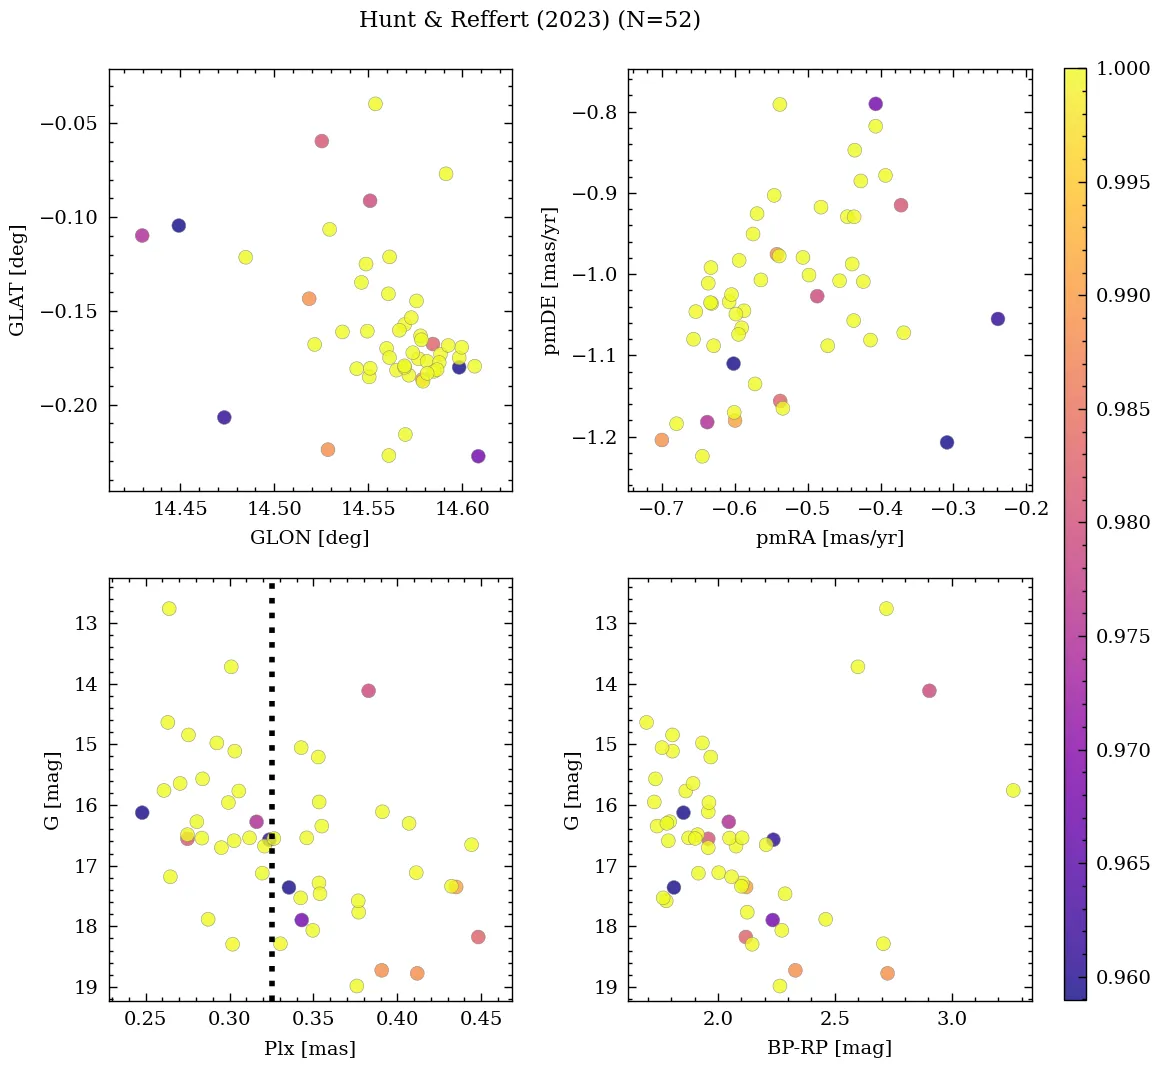 Hunt & Reffert (2023) (N=52)
−0.05
−0.10
−0.15
−0.20
GLAT [deg]
14.45 14.50 14.55 14.60
GLON [deg]
−0.8
−0.9
−1.0
−1.1
−1.2
pmDE [mas/yr]
−0.7 −0.6 −0.5 −0.4 −0.3 −0.2
pmRA [mas/yr]
13
14
15
16
17
18
19
G [mag]
0.25 0.30 0.35 0.40 0.45
Plx [mas]
13
14
15
16
17
18
19
G [mag]
2.0 2.5 3.0
BP-RP [mag]
1.000
0.995
0.990
0.985
0.980
0.975
0.970
0.965
0.960